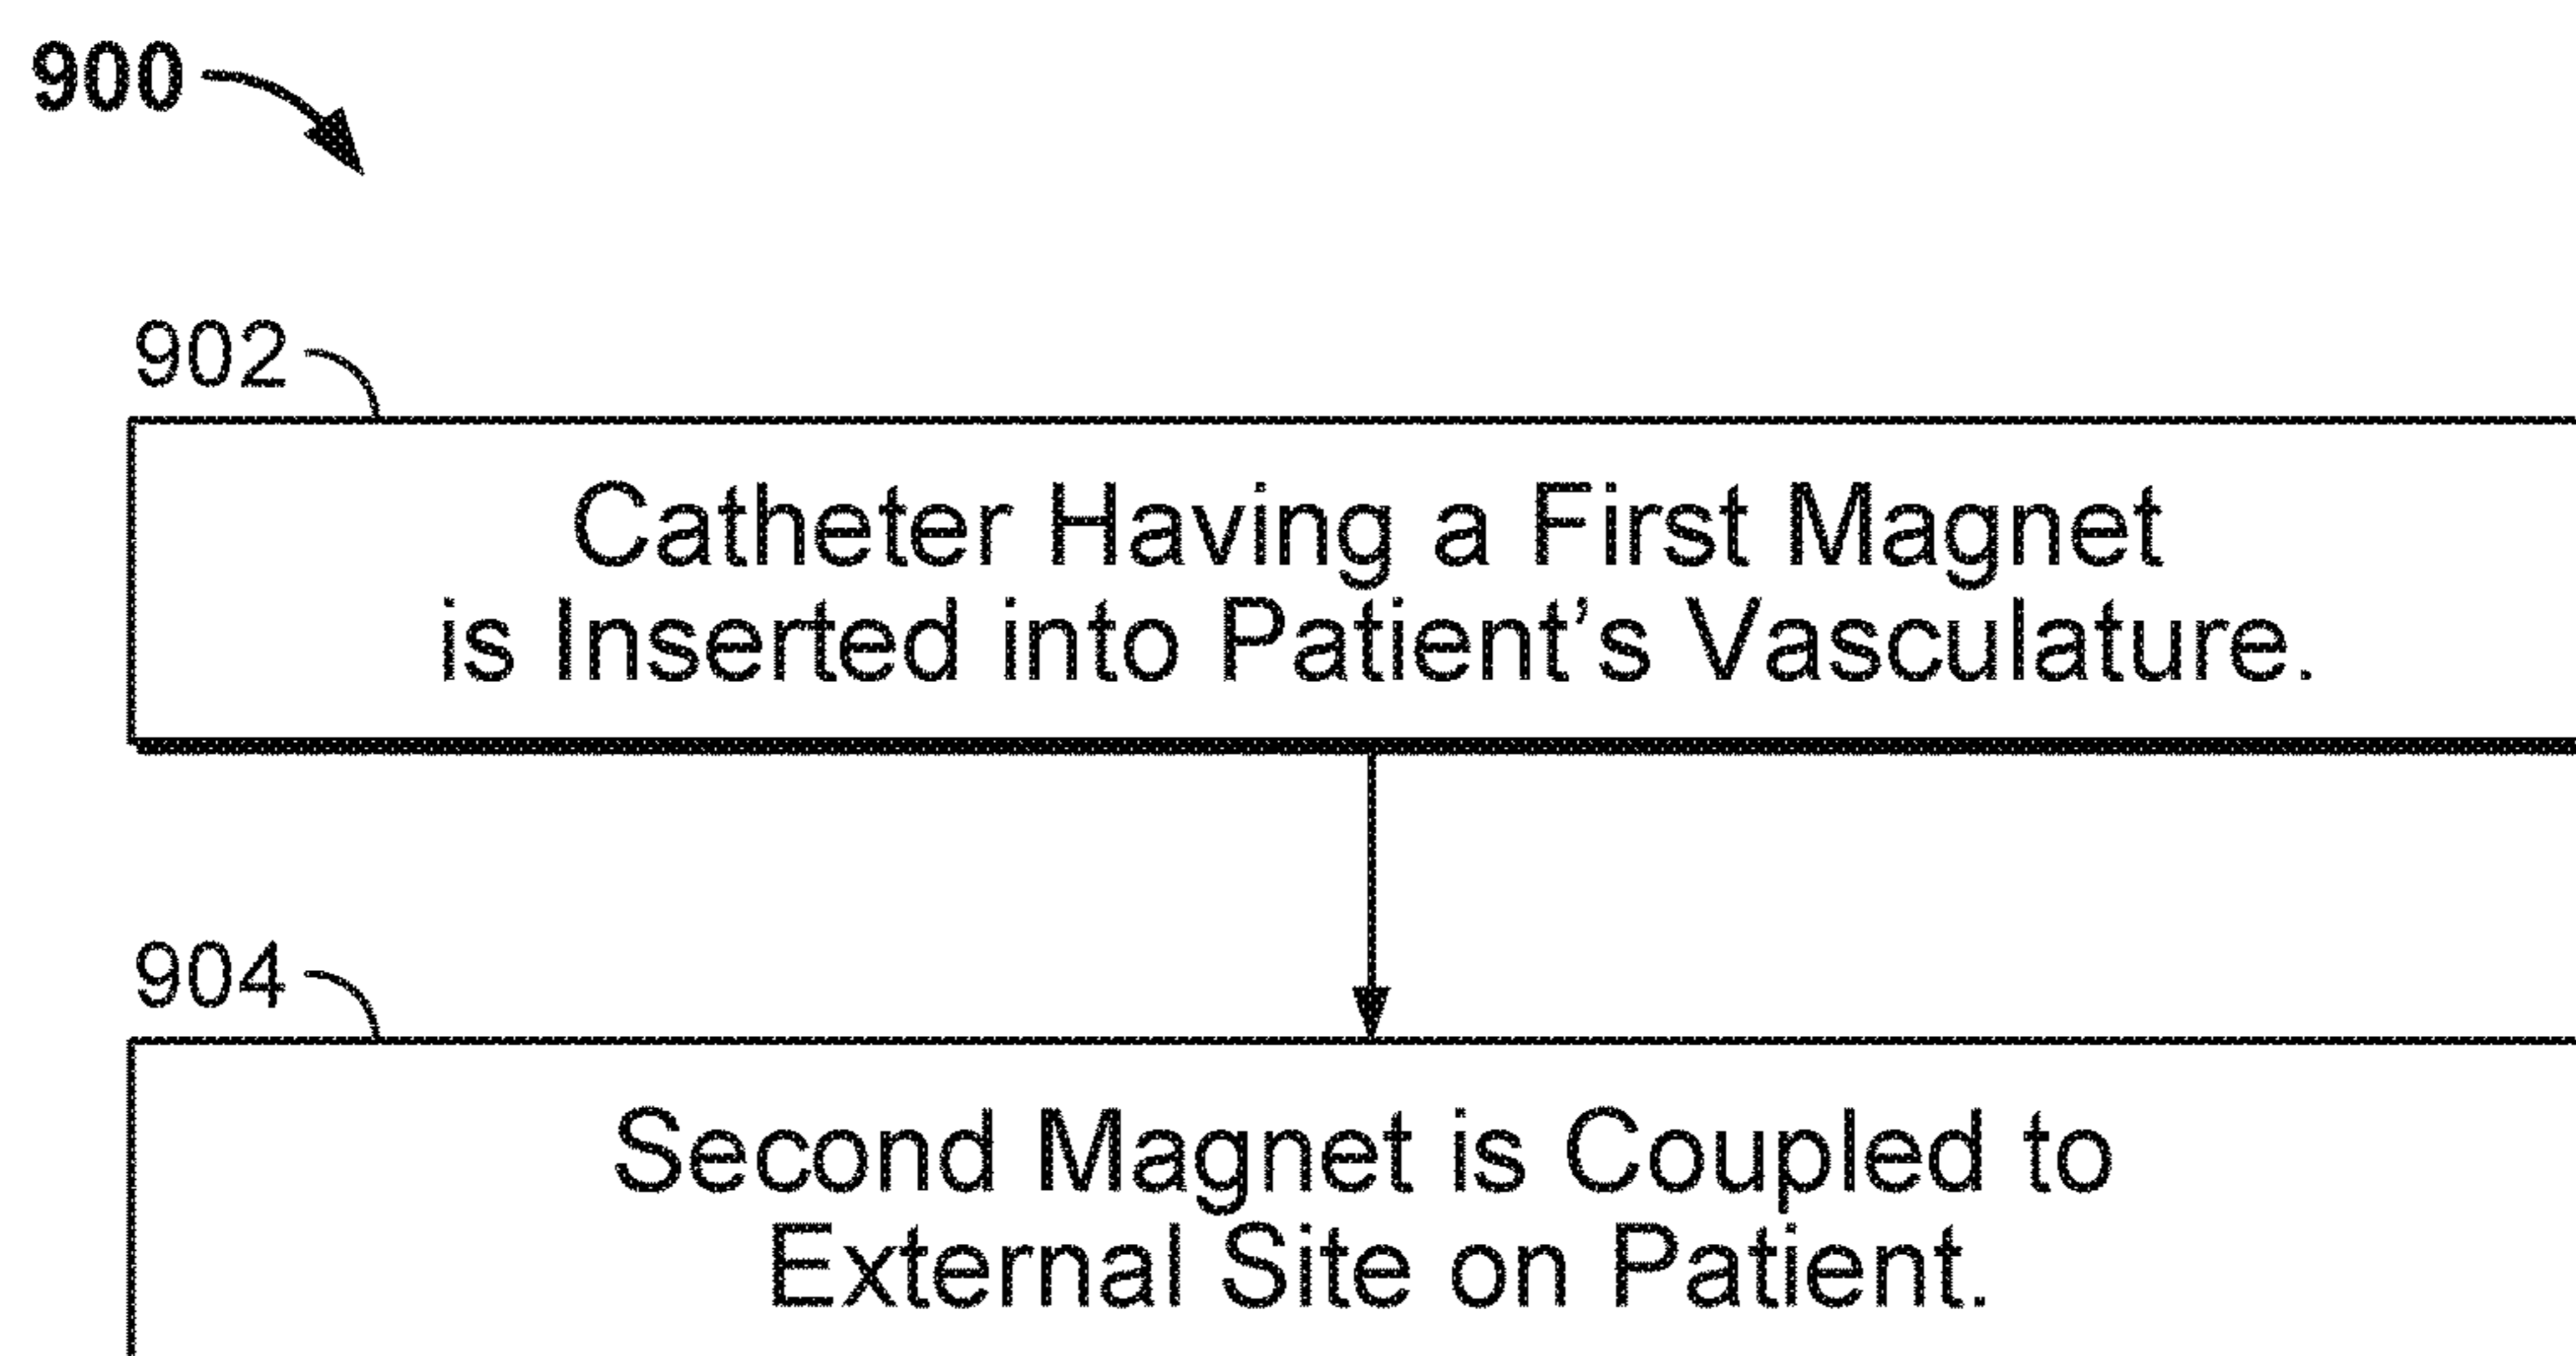 900
902
Catheter Having a First Magnet
is Inserted into Patient’s Vasculature.
904
Second Magnet is Coupled to
External Site on Patient.